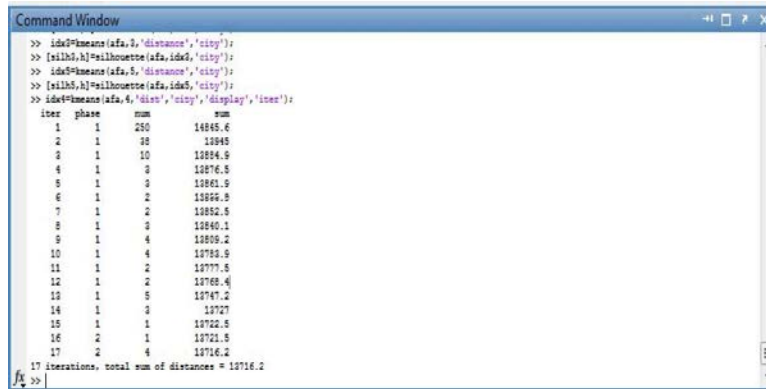 Command Window
>> idx3=kmeans(afa,3,'distance','city');
>> [silh3,h]=silhouette(afa,idx3,'city');
>> idx5=kmeans(afa,5,'distance','city');
>> [silh5,h]=silhouette(afa,idx5,'city');
>> idx4=kmeans(afa,4,'dist','city','display','iter');
iter phase num sum
1 1 250 14845.6
2 1 38 13945
3 1 10 13884.9
4 1 3 13876.5
5 1 3 13861.9
6 1 2
7 1 2 13852.5
8 1 3 13840.1
9 1 4 13809.2
10 1 4 13783.9
11 1 2 13777.5
12 1 2 13768.4
13 1 5 13747.2
14 1 3 13727
15 1 1 13722.5
16 2 1 13721.5
17 2 4 13716.2
17 iterations, total sum of distances = 13716.2
fx >>